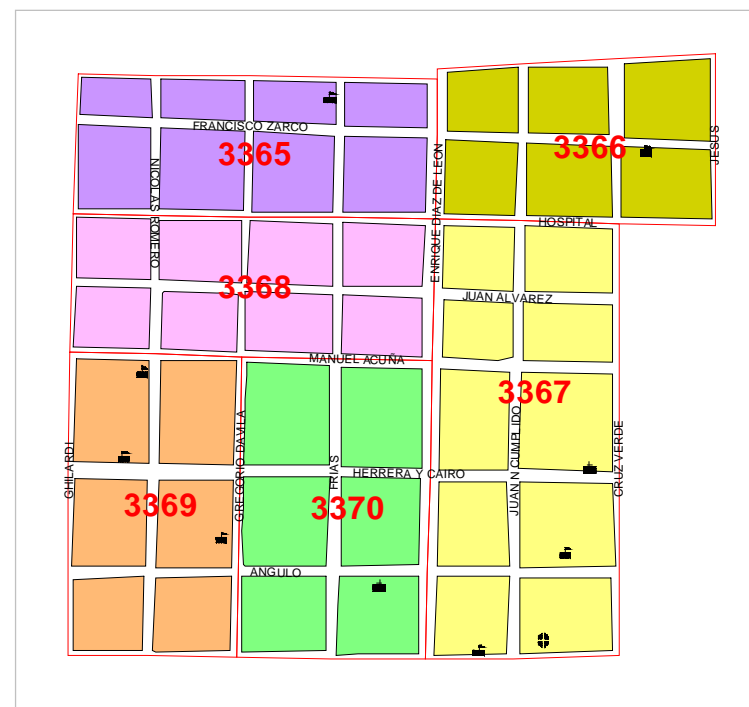 FRANCISCO ZARCO
3365
3366
JESUS
NICOLAS ROMERO
ENRIQUE DIAZ DE LEON
HOSPITAL
3368
JUAN ALVAREZ
MANUEL ACUÑA
3367
GHILARDI
GREGORIO DAVILA
FRIAS
HERRERA Y CAIRO
JUAN N CUMPLIDO
CRUZ VERDE
3369
3370
ANGULO